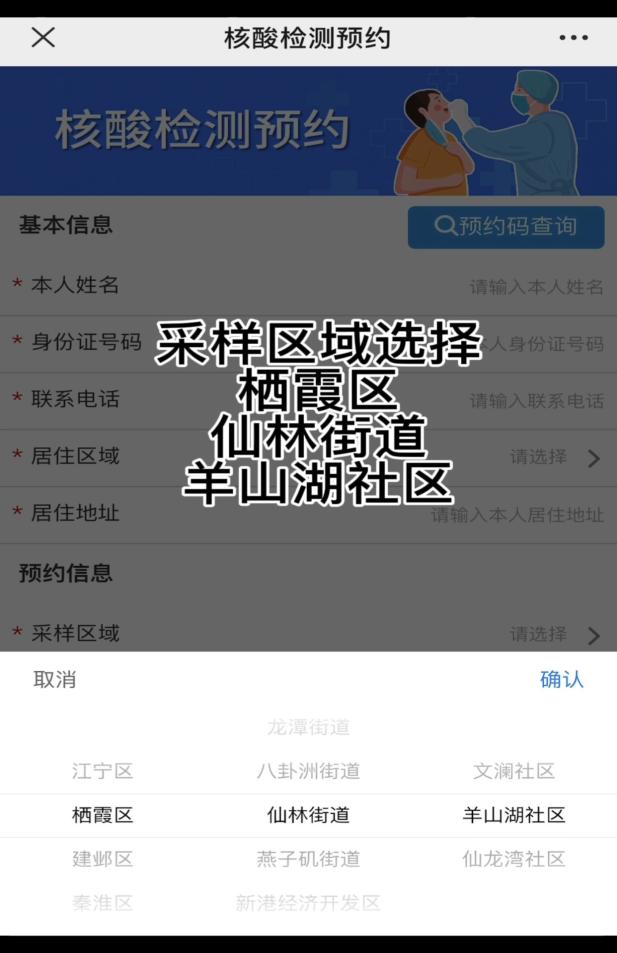 核酸检测预约
核酸检测预约
基本信息
预约码查询
* 本人姓名 请输入本人姓名
* 身份证号码 本人身份证号码
采样区域选择
栖霞区
仙林街道
羊山湖社区
* 联系电话 请输入联系电话
* 居住区域 请选择
* 居住地址 请输入本人居住地址
预约信息
* 采样区域 请选择
取消 确认
龙潭街道
江宁区 八卦洲街道 文澜社区
栖霞区 仙林街道 羊山湖社区
建邺区 燕子矶街道 仙龙湾社区
秦淮区 新港经济开发区